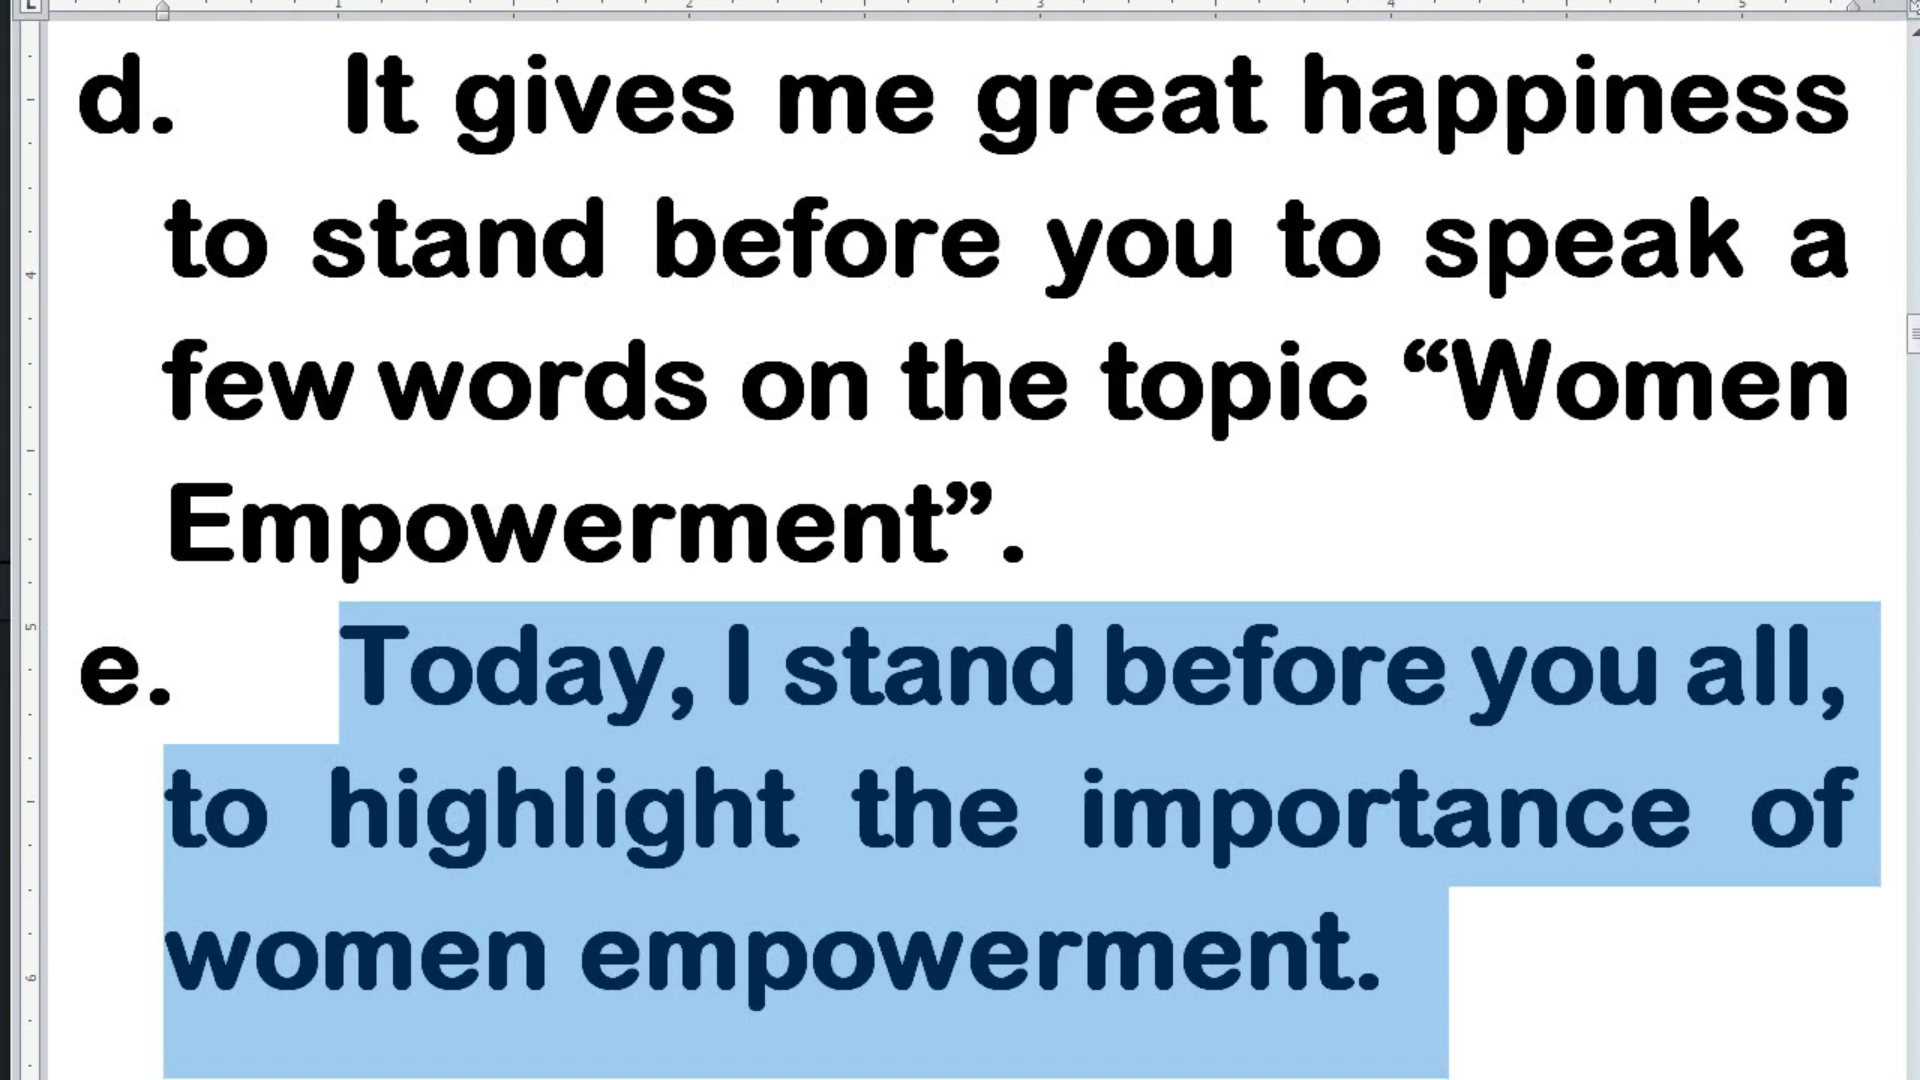 d. It gives me great happiness
to stand before you to speak a
few words on the topic “Women
Empowerment”.
e. Today, I stand before you all,
to highlight the importance of
women empowerment.